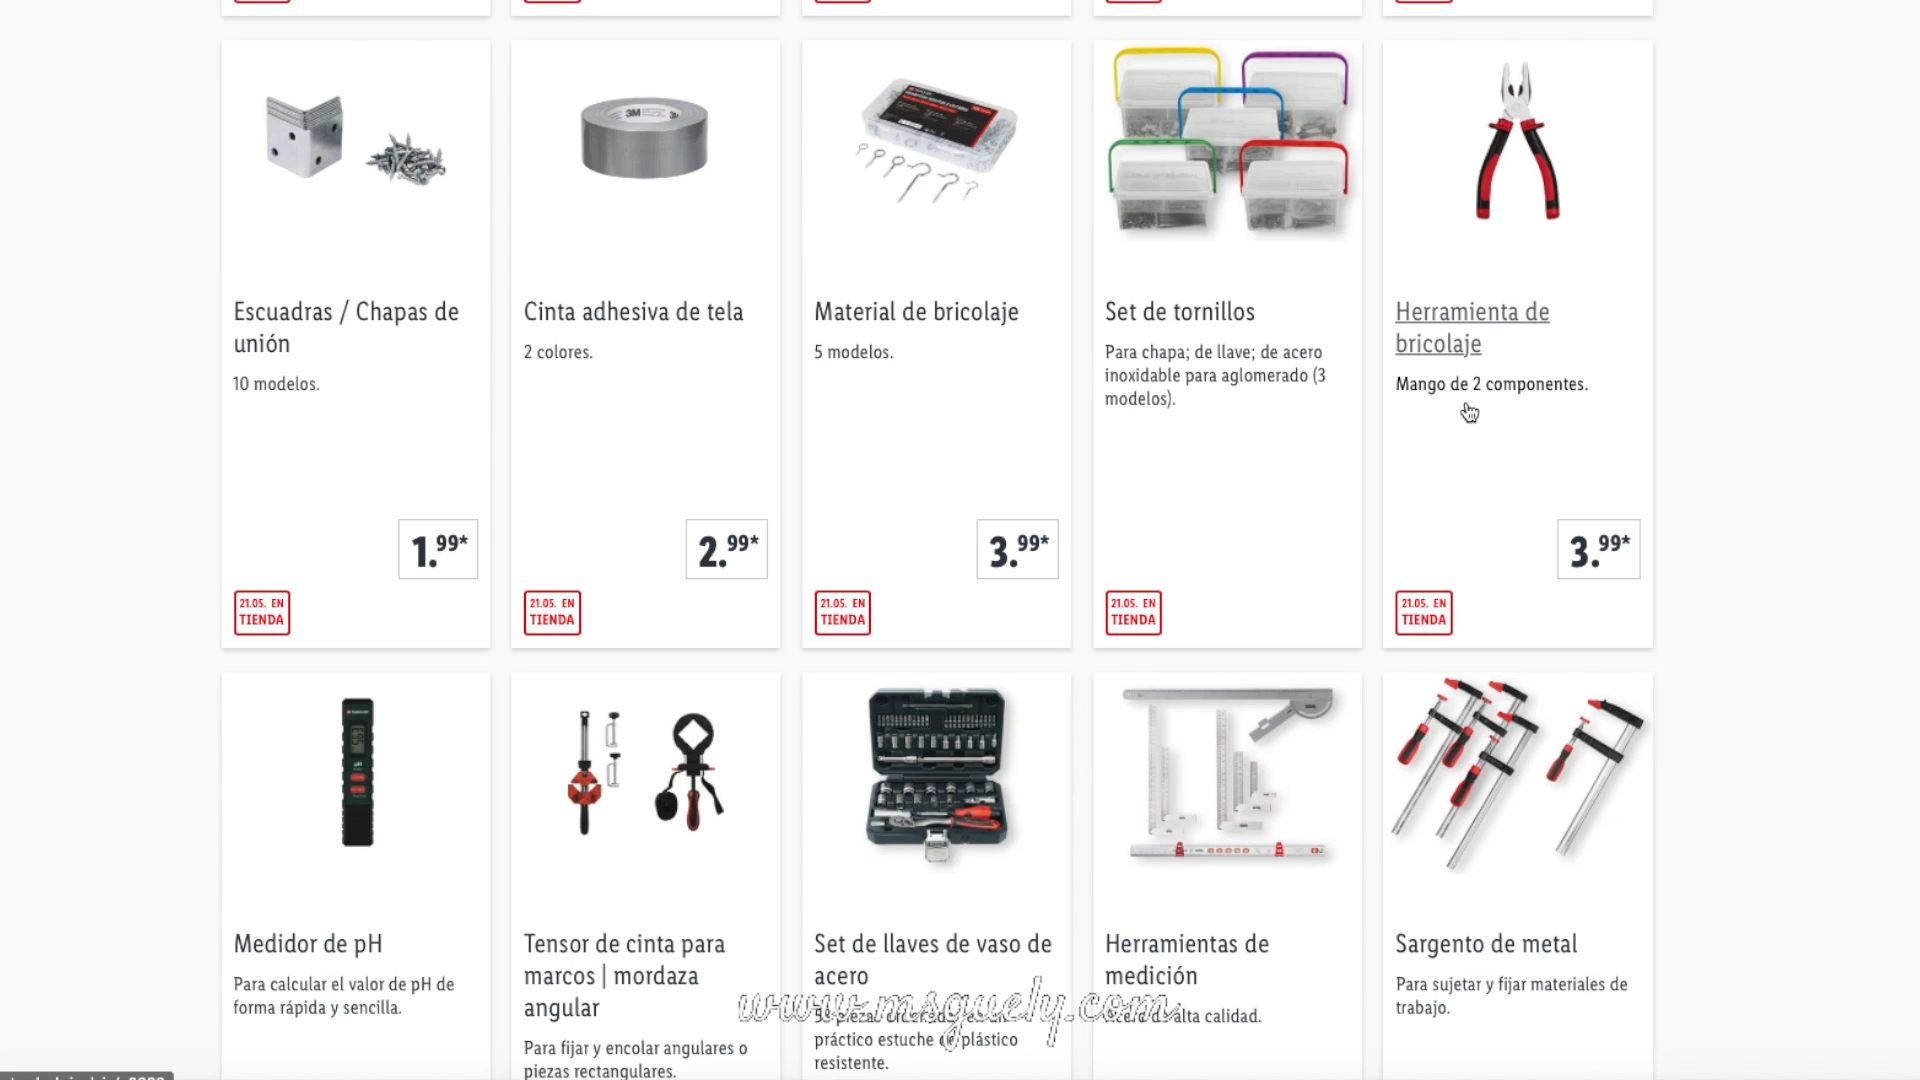 3M
Escuadras / Chapas de
unión
10 modelos.
1.99*
21.05. EN
TIENDA
Cinta adhesiva de tela
2 colores.
2.99*
21.05. EN
TIENDA
Material de bricolaje
5 modelos.
3.99*
21.05. EN
TIENDA
Set de tornillos
Para chapa; de llave; de acero
inoxidable para aglomerado (3
modelos).
21.05. EN
TIENDA
Herramienta de
bricolaje
Mango de 2 componentes.
3.99*
21.05. EN
TIENDA
Medidor de pH
Para calcular el valor de pH de
forma rápida y sencilla.
Tensor de cinta para
marcos | mordaza
angular
Para fijar y encolar angulares o
piezas rectangulares.
Set de llaves de vaso de
acero
práctico estuche de plástico
resistente.
Herramientas de
medición
de alta calidad.
Sargento de metal
Para sujetar y fijar materiales de
trabajo.
www.msguely.com